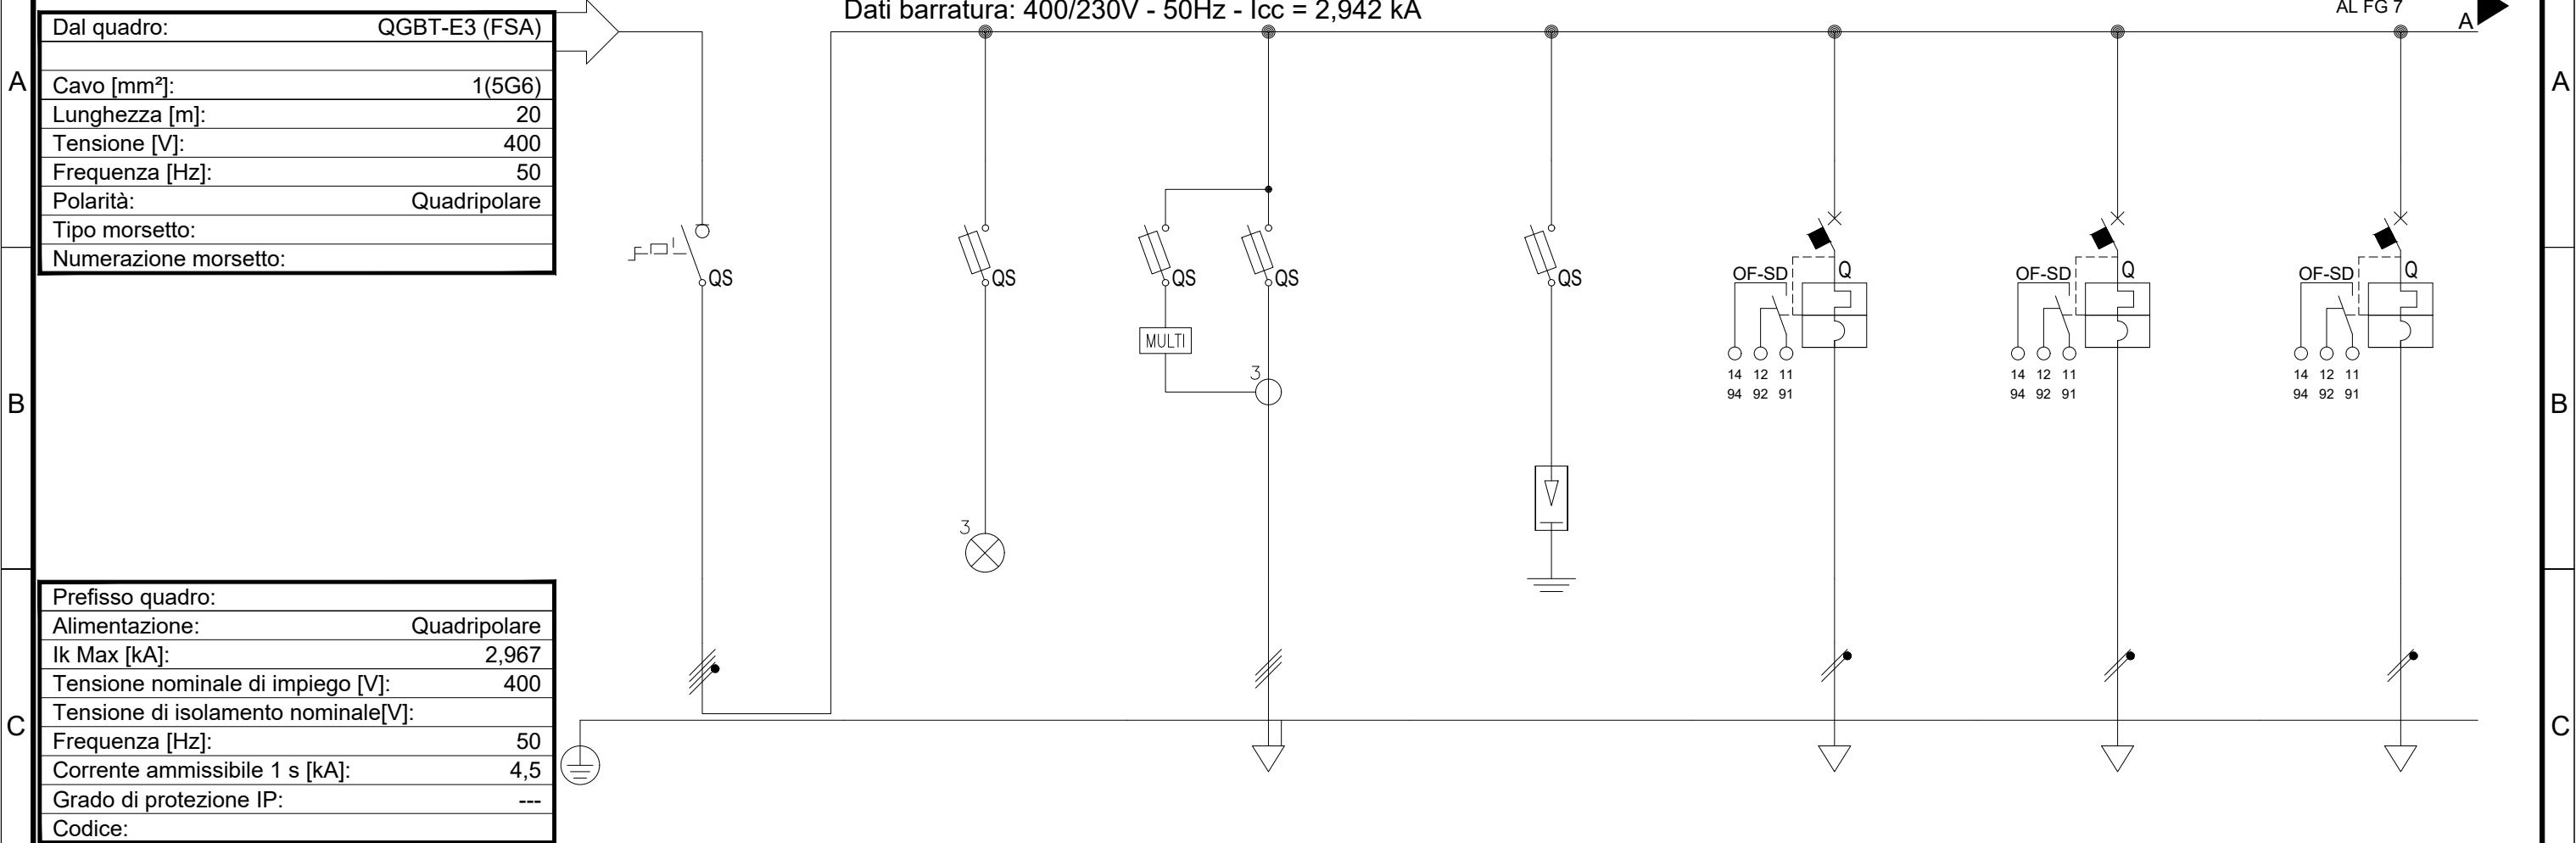 Dati barratura: 400/230V - 50Hz - Icc = 2,942 kA
AL FG 7
A
Dal quadro: QGBT-E3 (FSA)
Cavo [mm²]: 1(5G6)
Lunghezza [m]: 20
Tensione [V]: 400
Frequenza [Hz]: 50
Polarità: Quadripolare
Tipo morsetto:
Numerazione morsetto:
A
A
QS
QS
QS
QS
QS
OF-SD Q
OF-SD Q
OF-SD Q
MULTI
3
14 12 11
94 92 91
14 12 11
94 92 91
14 12 11
94 92 91
B
B
3
Prefisso quadro:
Alimentazione: Quadripolare
Ik Max [kA]: 2,967
Tensione nominale di impiego [V]: 400
Tensione di isolamento nominale[V]:
Frequenza [Hz]: 50
Corrente ammissibile 1 s [kA]: 4,5
Grado di protezione IP: ---
Codice:
C
C